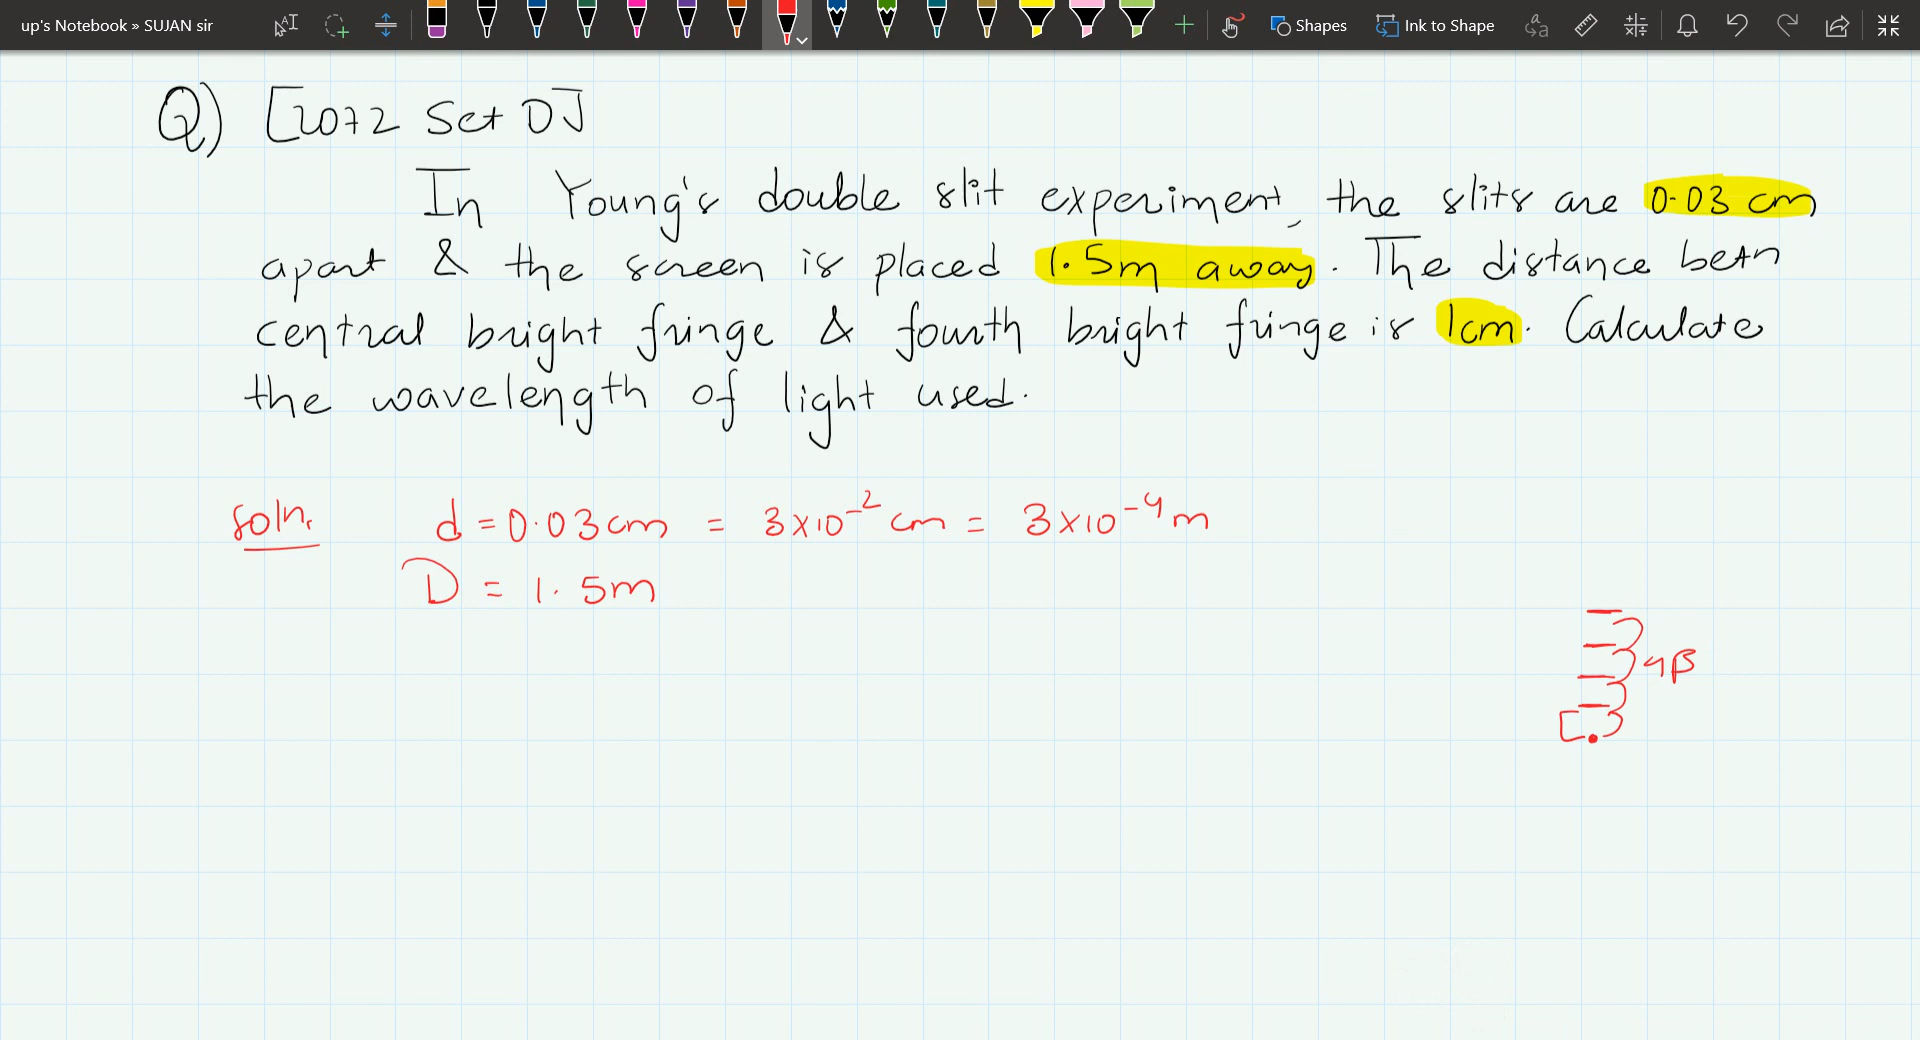 up's Notebook » SUJAN sir
Shapes
Ink to Shape
Q) [2072 Set D]
In Young's double slit experiment, the slits are 0.03 cm
apart & the screen is placed 1.5m away. The distance betn
central bright fringe & fourth bright fringe is 1cm. Calculate
the wavelength of light used.
soln. d = 0.03 cm = 3×10⁻² cm = 3×10⁻⁴ m
D = 1.5m
4β